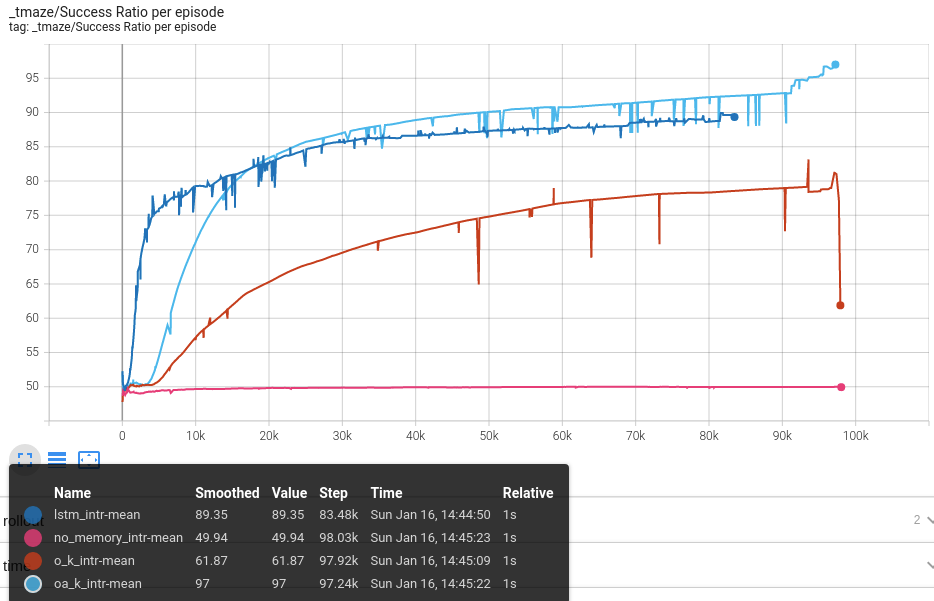 _tmaze/Success Ratio per episode
tag: _tmaze/Success Ratio per episode
95
90
85
80
75
70
65
60
55
50
0 10k 20k 30k 40k 50k 60k 70k 80k 90k 100k
Name Smoothed Value Step Time Relative
lstm_intr-mean 89.35 89.35 83.48k Sun Jan 16, 14:44:50 1s
rollout 2
no_memory_intr-mean 49.94 49.94 98.03k Sun Jan 16, 14:45:23 1s
o_k_intr-mean 61.87 61.87 97.92k Sun Jan 16, 14:45:09 1s
time
oa_k_intr-mean 97 97 97.24k Sun Jan 16, 14:45:22 1s